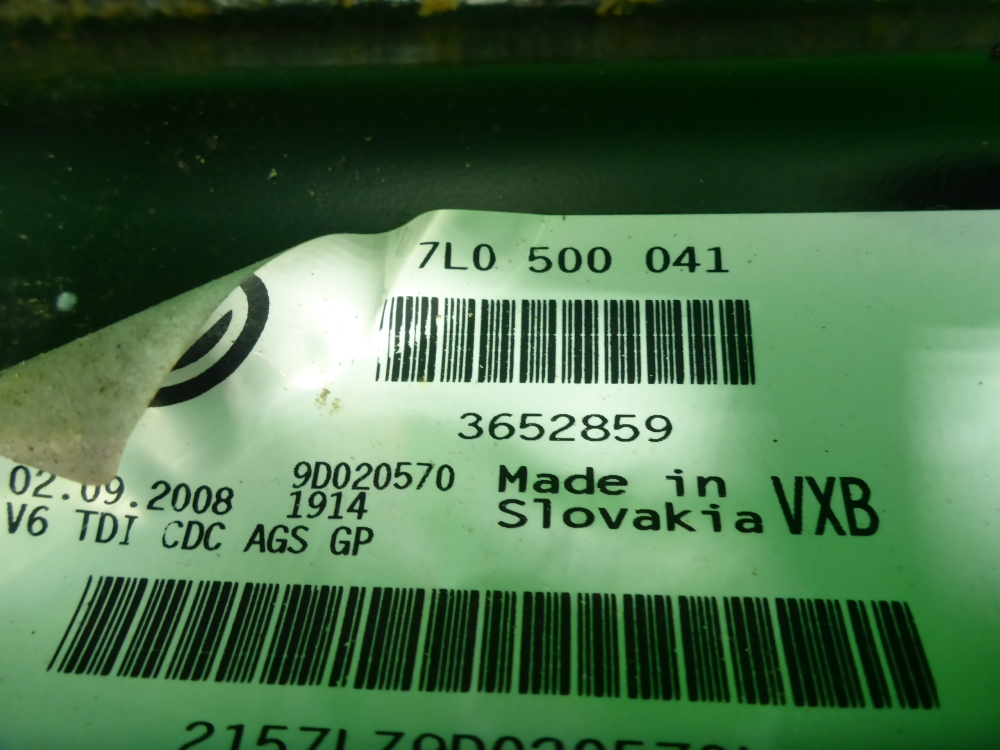 7L0 500 041
3652859
02.09.2008 9D020570 Made in VXB
1914 Slovakia
V6 TDI CDC AGS GP